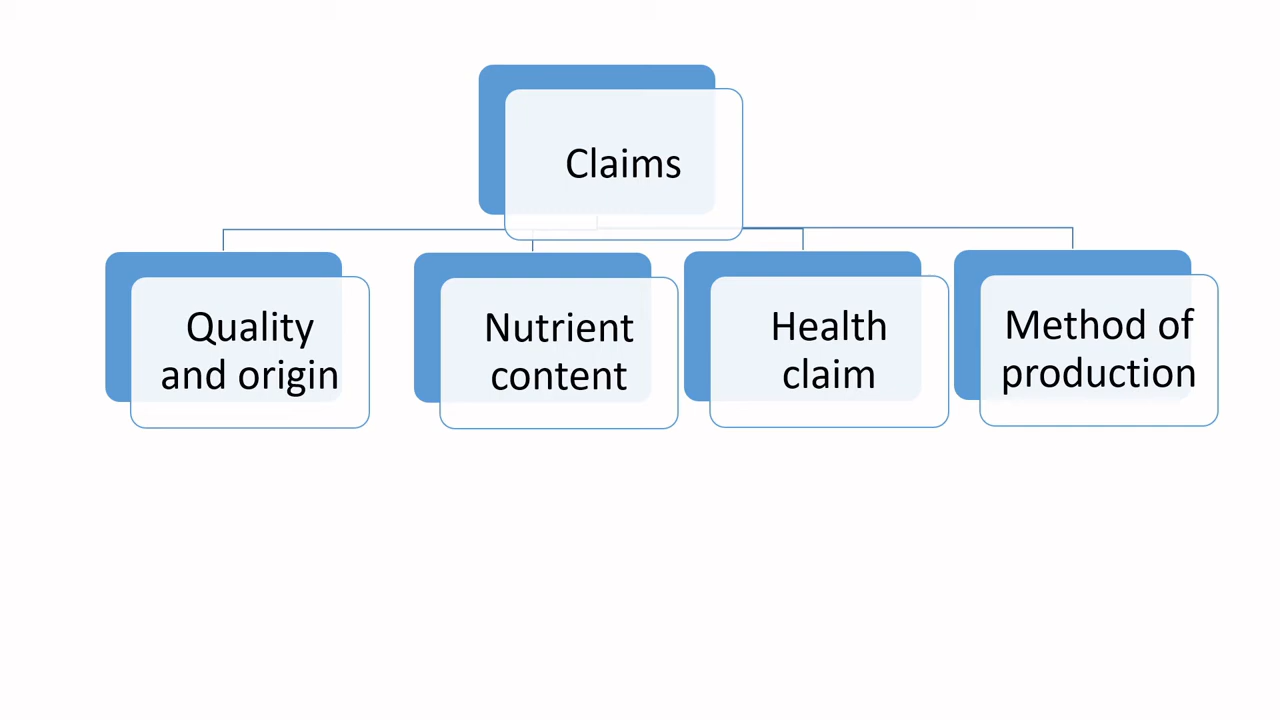 Claims
Quality
and origin
Nutrient
content
Health
claim
Method of
production